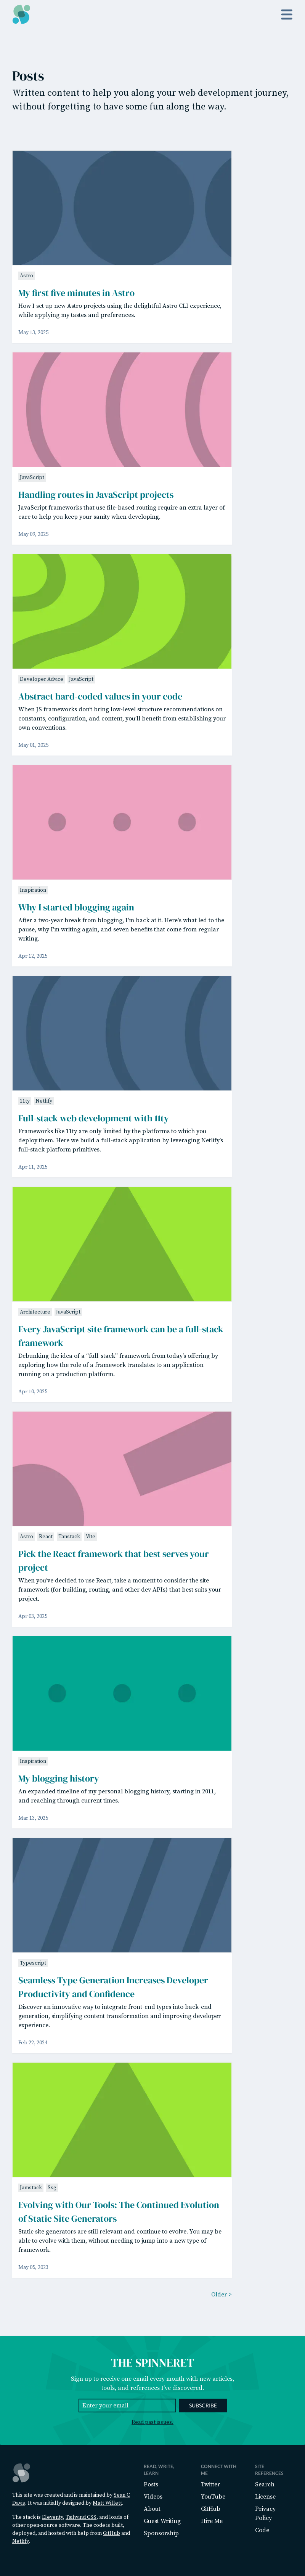 Posts
Written content to help you along your web development journey,
without forgetting to have some fun along the way.
Astro
My first five minutes in Astro
How I set up new Astro projects using the delightful Astro CLI experience,
while applying my tastes and preferences.
May 13, 2025
JavaScript
Handling routes in JavaScript projects
JavaScript frameworks that use file-based routing require an extra layer of
care to help you keep your sanity when developing.
May 09, 2025
Developer Advice JavaScript
Abstract hard-coded values in your code
When JS frameworks don't bring low-level structure recommendations on
constants, configuration, and content, you'll benefit from establishing your
own conventions.
May 01, 2025
Inspiration
Why I started blogging again
After a two-year break from blogging, I'm back at it. Here's what led to the
pause, why I'm writing again, and seven benefits that come from regular
writing.
Apr 12, 2025
11ty Netlify
Full-stack web development with 11ty
Frameworks like 11ty are only limited by the platforms to which you
deploy them. Here we build a full-stack application by leveraging Netlify's
full-stack platform primitives.
Apr 11, 2025
Architecture JavaScript
Every JavaScript site framework can be a full-stack
framework
Debunking the idea of a "full-stack" framework from today's offering by
exploring how the role of a framework translates to an application
running on a production platform.
Apr 10, 2025
Astro React Tanstack Vite
Pick the React framework that best serves your
project
When you've decided to use React, take a moment to consider the site
framework (for building, routing, and other dev APIs) that best suits your
project.
Apr 03, 2025
Inspiration
My blogging history
An expanded timeline of my personal blogging history, starting in 2011,
and reaching through current times.
Mar 13, 2025
Typescript
Seamless Type Generation Increases Developer
Productivity and Confidence
Discover an innovative way to integrate front-end types into back-end
generation, simplifying content transformation and improving developer
experience.
Feb 22, 2024
Jamstack Ssg
Evolving with Our Tools: The Continued Evolution
of Static Site Generators
Static site generators are still relevant and continue to evolve. You may be
able to evolve with them, without needing to jump into a new type of
framework.
May 05, 2023
Older >
THE SPINNERET
Sign up to receive one email every month with new articles,
tools, and references I've discovered.
Enter your email
SUBSCRIBE
Read past issues.
This site was created and is maintained by Sean C
Davis. It was initially designed by Matt Willett.
The stack is Eleventy, Tailwind CSS, and loads of
other open source software. The code is built,
deployed, and hosted with help from GitHub and
Netlify.
READ, WRITE,
LEARN
Posts
Videos
About
Guest Writing
Sponsorship
CONNECT WITH
ME
Twitter
YouTube
GitHub
Hire Me
SITE
REFERENCES
Search
License
Privacy
Policy
Code